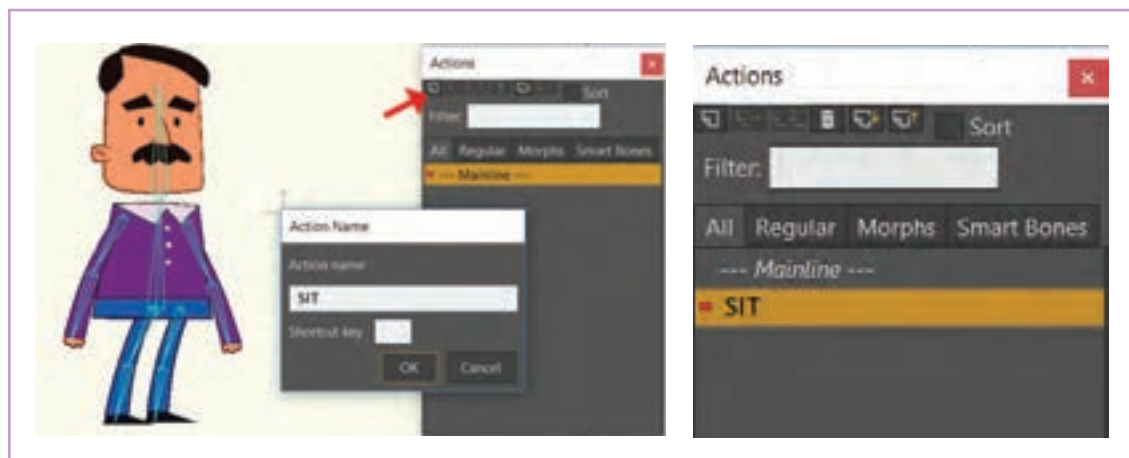 Actions
Sort
Filter:
All Regular Morphs Smart Bones
--- Mainline ---
Action Name
Action name
SIT
Shortcut key
OK Cancel
Actions
Sort
Filter:
All Regular Morphs Smart Bones
--- Mainline ---
SIT